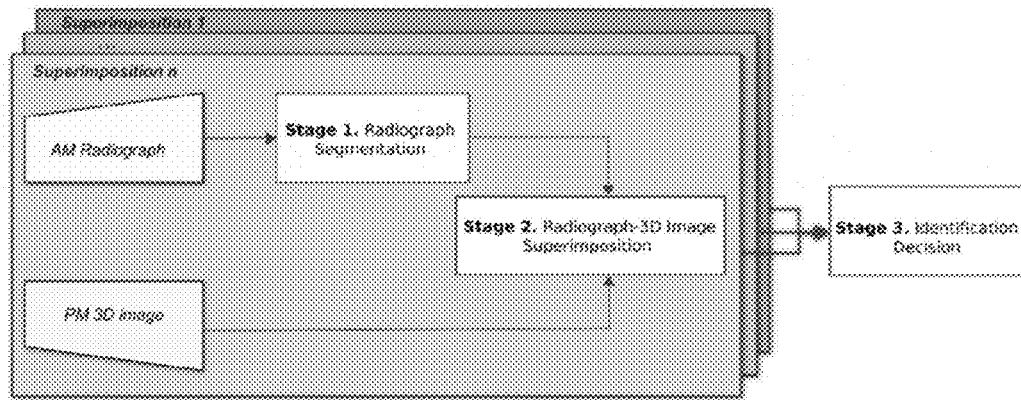 Superimposition 1
...
Superimposition n
AM Radiograph
Stage 1. Radiograph
Segmentation
Stage 2. Radiograph-3D Image
Superimposition
PM 3D image
Stage 3. Identification
Decision